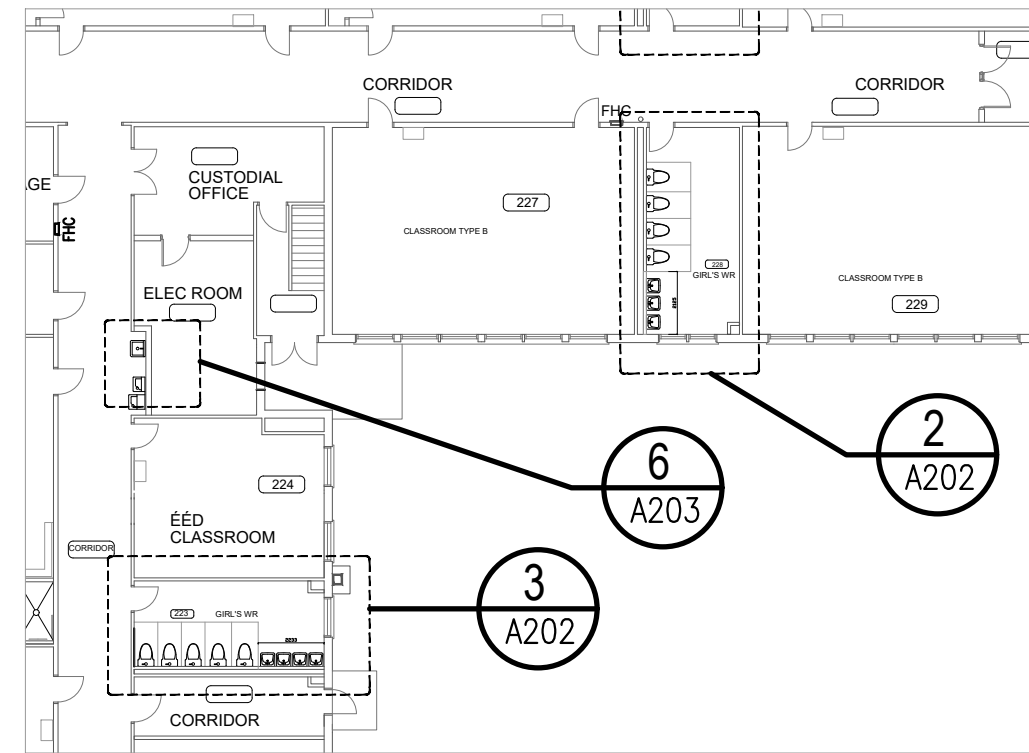 CORRIDOR
CORRIDOR
FHC
AGE
CUSTODIAL
OFFICE
FHC
227
CLASSROOM TYPE B
228
GIRL'S WR
CLASSROOM TYPE B
229
ELEC ROOM
2
A202
6
A203
224
ÉÉD
CLASSROOM
CORRIDOR
3
A202
223
GIRL'S WR
CORRIDOR